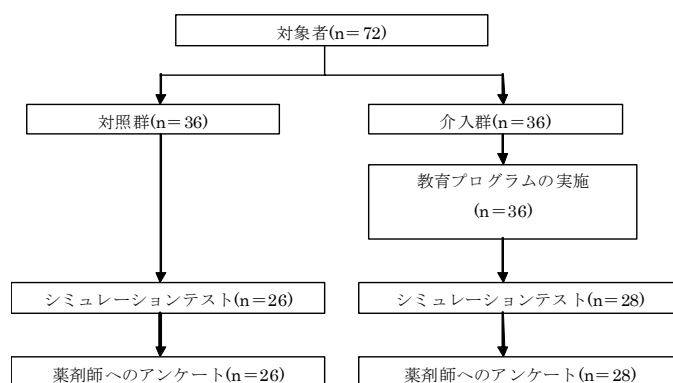 対象者(n=72)
対照群(n=36)
介入群(n=36)
教育プログラムの実施
(n=36)
シミュレーションテスト(n=26)
シミュレーションテスト(n=28)
薬剤師へのアンケート(n=26)
薬剤師へのアンケート(n=28)